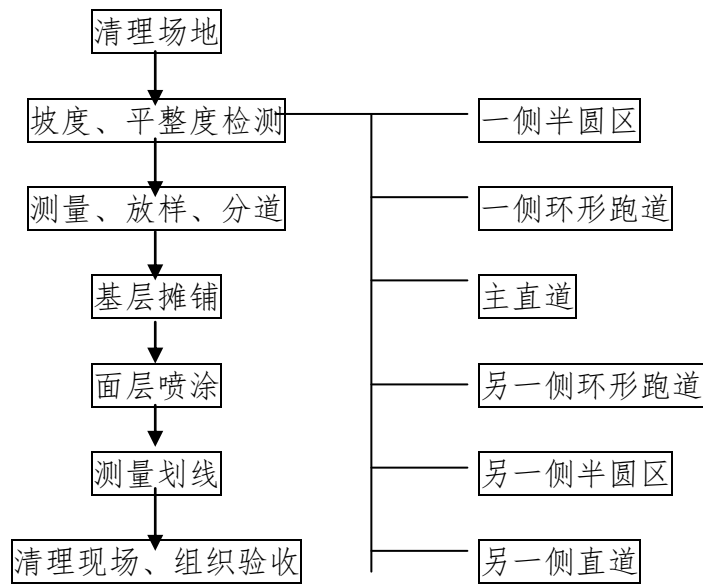 清理场地
坡度、平整度检测
一侧半圆区
测量、放样、分道
一侧环形跑道
基层摊铺
主直道
面层喷涂
另一侧环形跑道
测量划线
另一侧半圆区
清理现场、组织验收
另一侧直道